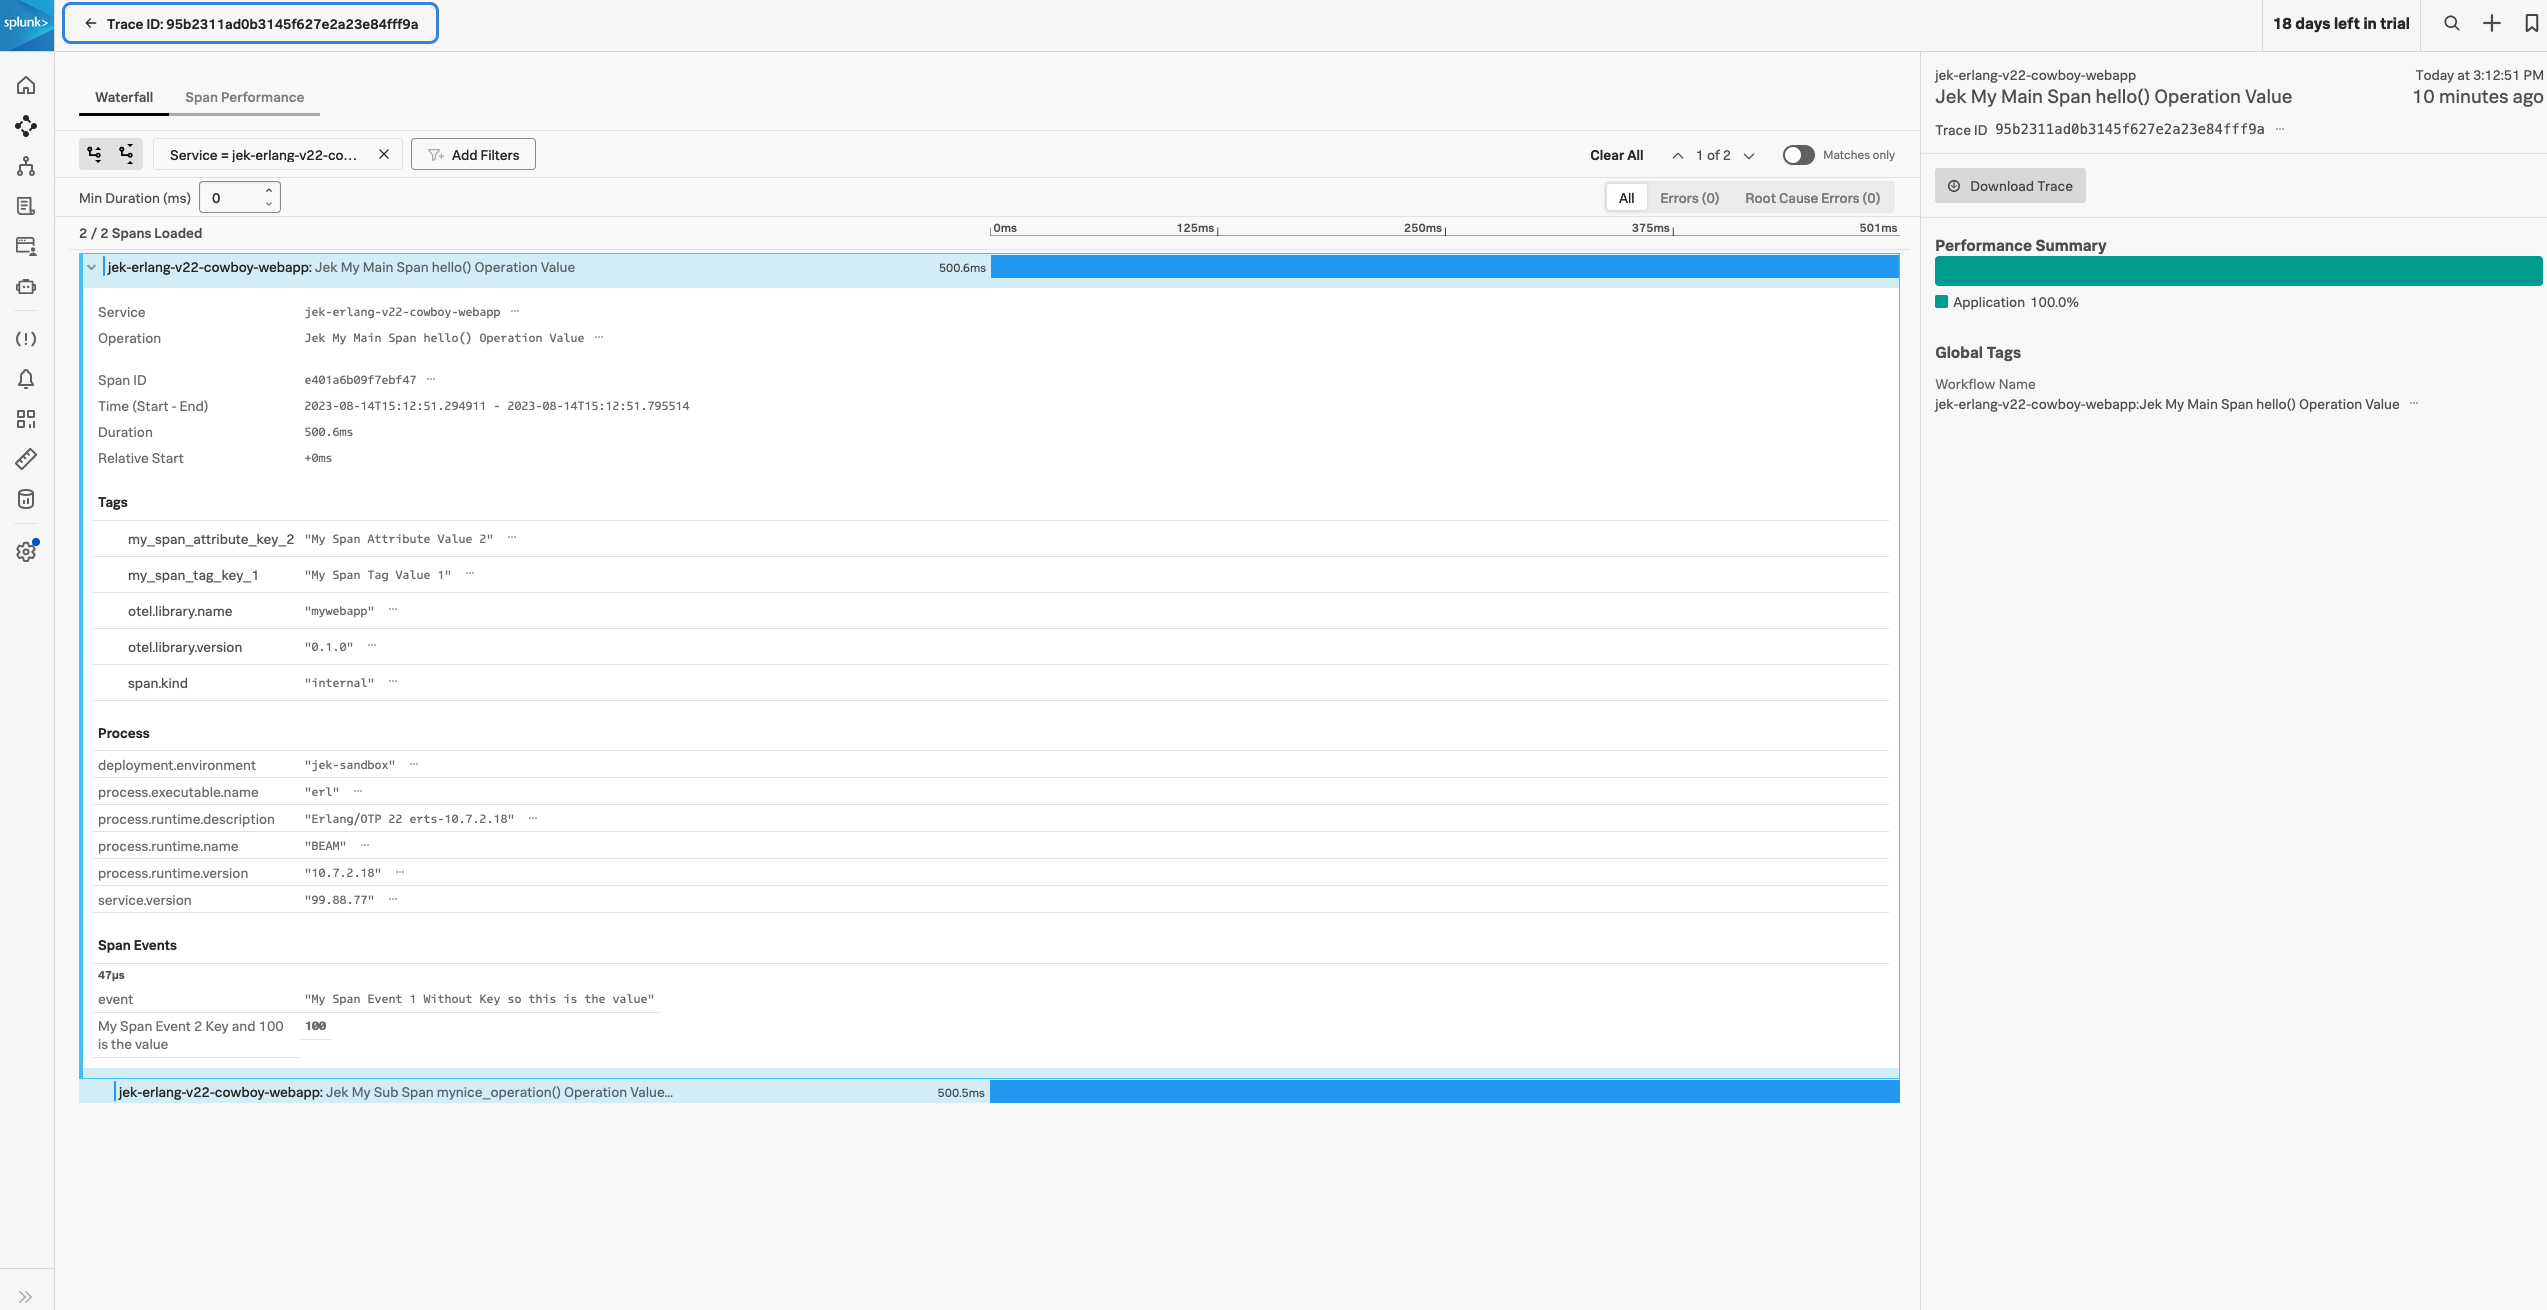 splunk>
Trace ID: 95b2311ad0b3145f627e2a23e84fff9a
18 days left in trial
Waterfall
Span Performance
Service = jek-erlang-v22-co...
Add Filters
Clear All
1 of 2
Matches only
Min Duration (ms)
0
All
Errors (0)
Root Cause Errors (0)
2 / 2 Spans Loaded
0ms
125ms
250ms
375ms
501ms
jek-erlang-v22-cowboy-webapp: Jek My Main Span hello() Operation Value
500.6ms
Service jek-erlang-v22-cowboy-webapp ...
Operation Jek My Main Span hello() Operation Value ...
Span ID e401a6b09f7ebf47 ...
Time (Start - End) 2023-08-14T15:12:51.294911 - 2023-08-14T15:12:51.795514
Duration 500.6ms
Relative Start +0ms
Tags
my_span_attribute_key_2 "My Span Attribute Value 2" ...
my_span_tag_key_1 "My Span Tag Value 1" ...
otel.library.name "mywebapp" ...
otel.library.version "0.1.0" ...
span.kind "internal" ...
Process
deployment.environment "jek-sandbox" ...
process.executable.name "erl" ...
process.runtime.description "Erlang/OTP 22 erts-10.7.2.18" ...
process.runtime.name "BEAM" ...
process.runtime.version "10.7.2.18" ...
service.version "99.88.77" ...
Span Events
47µs
event "My Span Event 1 Without Key so this is the value"
My Span Event 2 Key and 100 100
is the value
jek-erlang-v22-cowboy-webapp: Jek My Sub Span mynice_operation() Operation Value...
500.5ms
jek-erlang-v22-cowboy-webapp
Today at 3:12:51 PM
Jek My Main Span hello() Operation Value
10 minutes ago
Trace ID 95b2311ad0b3145f627e2a23e84fff9a ...
Download Trace
Performance Summary
Application 100.0%
Global Tags
Workflow Name
jek-erlang-v22-cowboy-webapp:Jek My Main Span hello() Operation Value ...